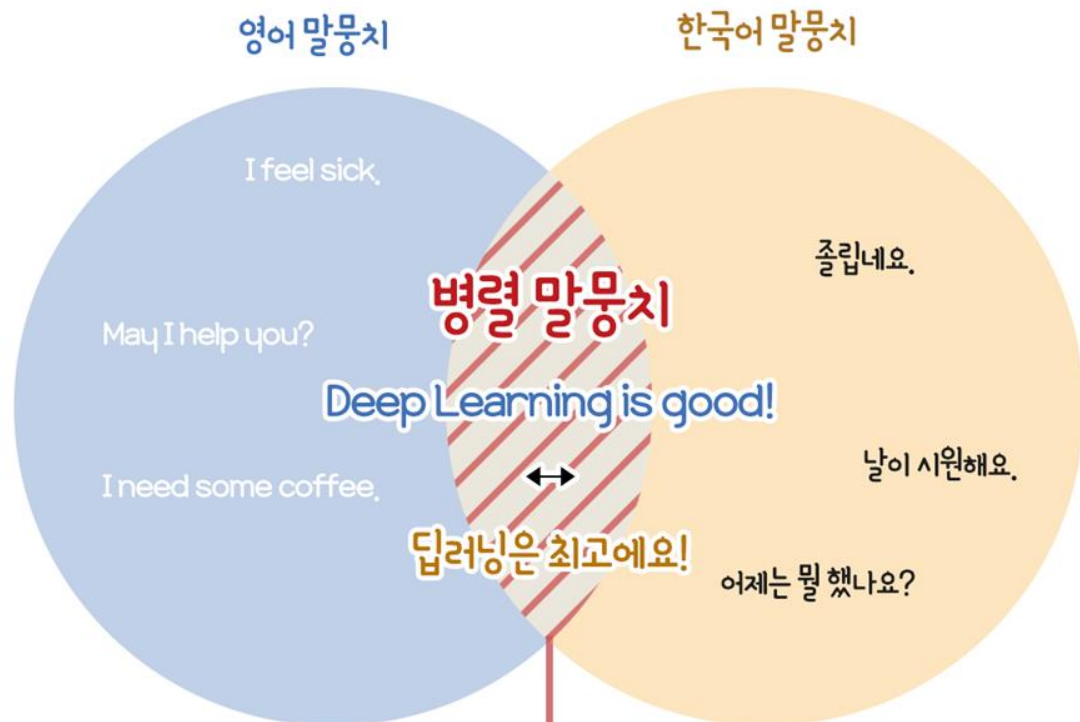 영어 말뭉치
한국어 말뭉치
I feel sick.
졸립네요.
병렬 말뭉치
May I help you?
Deep Learning is good!
↔
날이 시원해요.
I need some coffee.
딥러닝은 최고에요!
어제는 뭘 했나요?